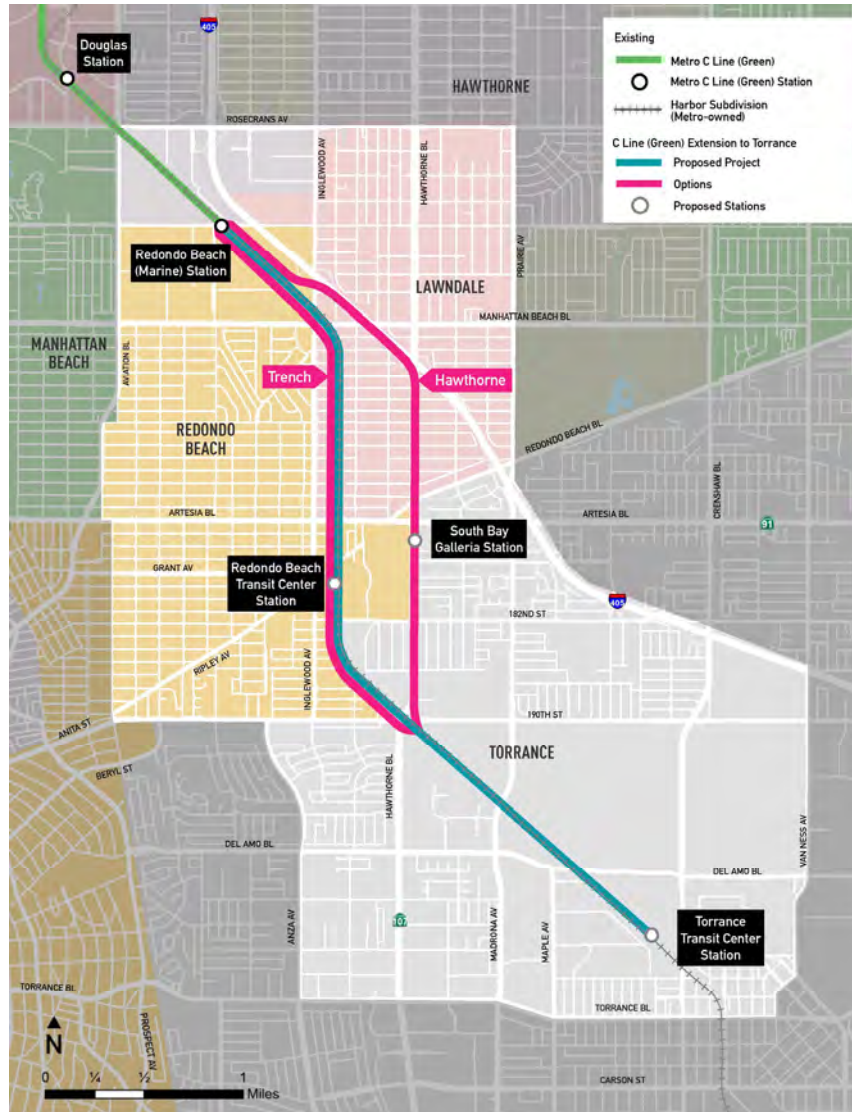 Douglas
Station
405
HAWTHORNE
Existing
Metro C Line (Green)
Metro C Line (Green) Station
Harbor Subdivision
(Metro-owned)
C Line (Green) Extension to Torrance
Proposed Project
Options
Proposed Stations
ROSECRANS AV
INGLEWOOD AV
HAWTHORNE BL
PRAIRIE AV
Redondo Beach
(Marine) Station
LAWNDALE
MANHATTAN BEACH BL
MANHATTAN
BEACH
AVIATION BL
Trench
Hawthorne
REDONDO
BEACH
REDONDO BEACH BL
CRENSHAW BL
ARTESIA BL
ARTESIA BL
91
South Bay
Galleria Station
GRANT AV
Redondo Beach
Transit Center
Station
405
182ND ST
RIPLEY AV
INGLEWOOD AV
190TH ST
ANITA ST
TORRANCE
BERYL ST
HAWTHORNE BL
VAN NESS AV
DEL AMO BL
DEL AMO BL
ANZA AV
107
MADRONA AV
MAPLE AV
Torrance
Transit Center
Station
TORRANCE BL
TORRANCE BL
PROSPECT AV
N
0 ¼ ½ 1
Miles
CARSON ST